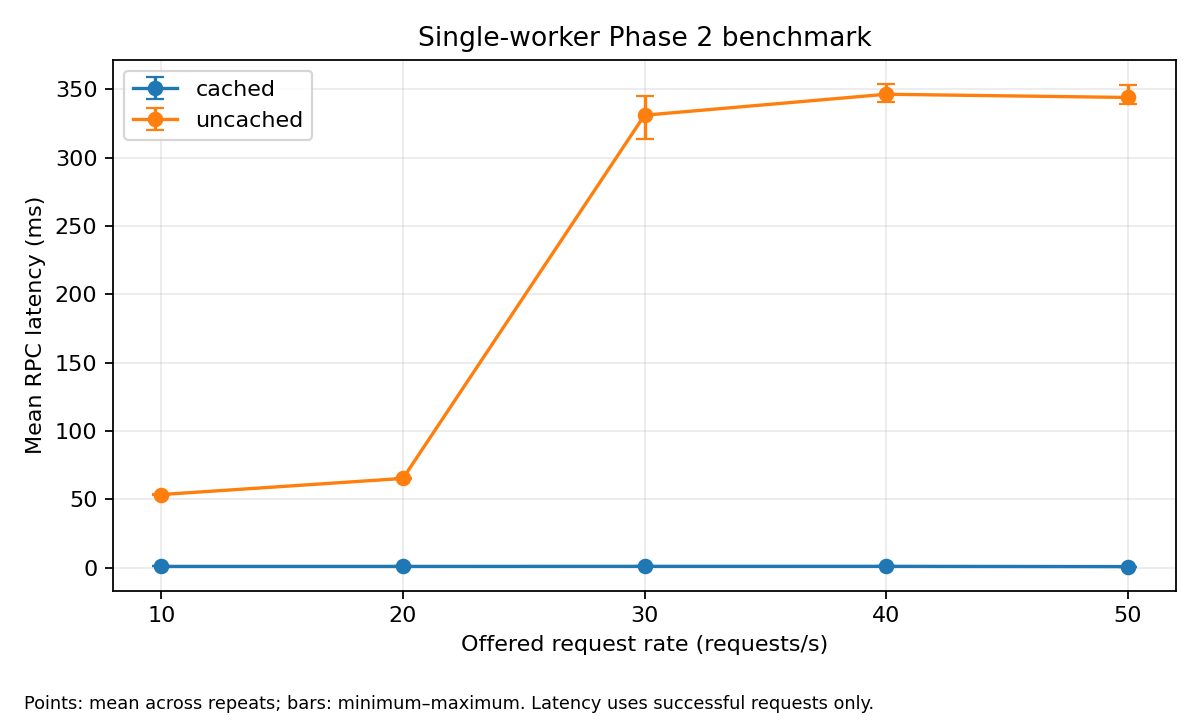 Single-worker Phase 2 benchmark
cached
uncached
350
300
250
200
150
100
50
0
Mean RPC latency (ms)
10 20 30 40 50
Offered request rate (requests/s)
Points: mean across repeats; bars: minimum–maximum. Latency uses successful requests only.